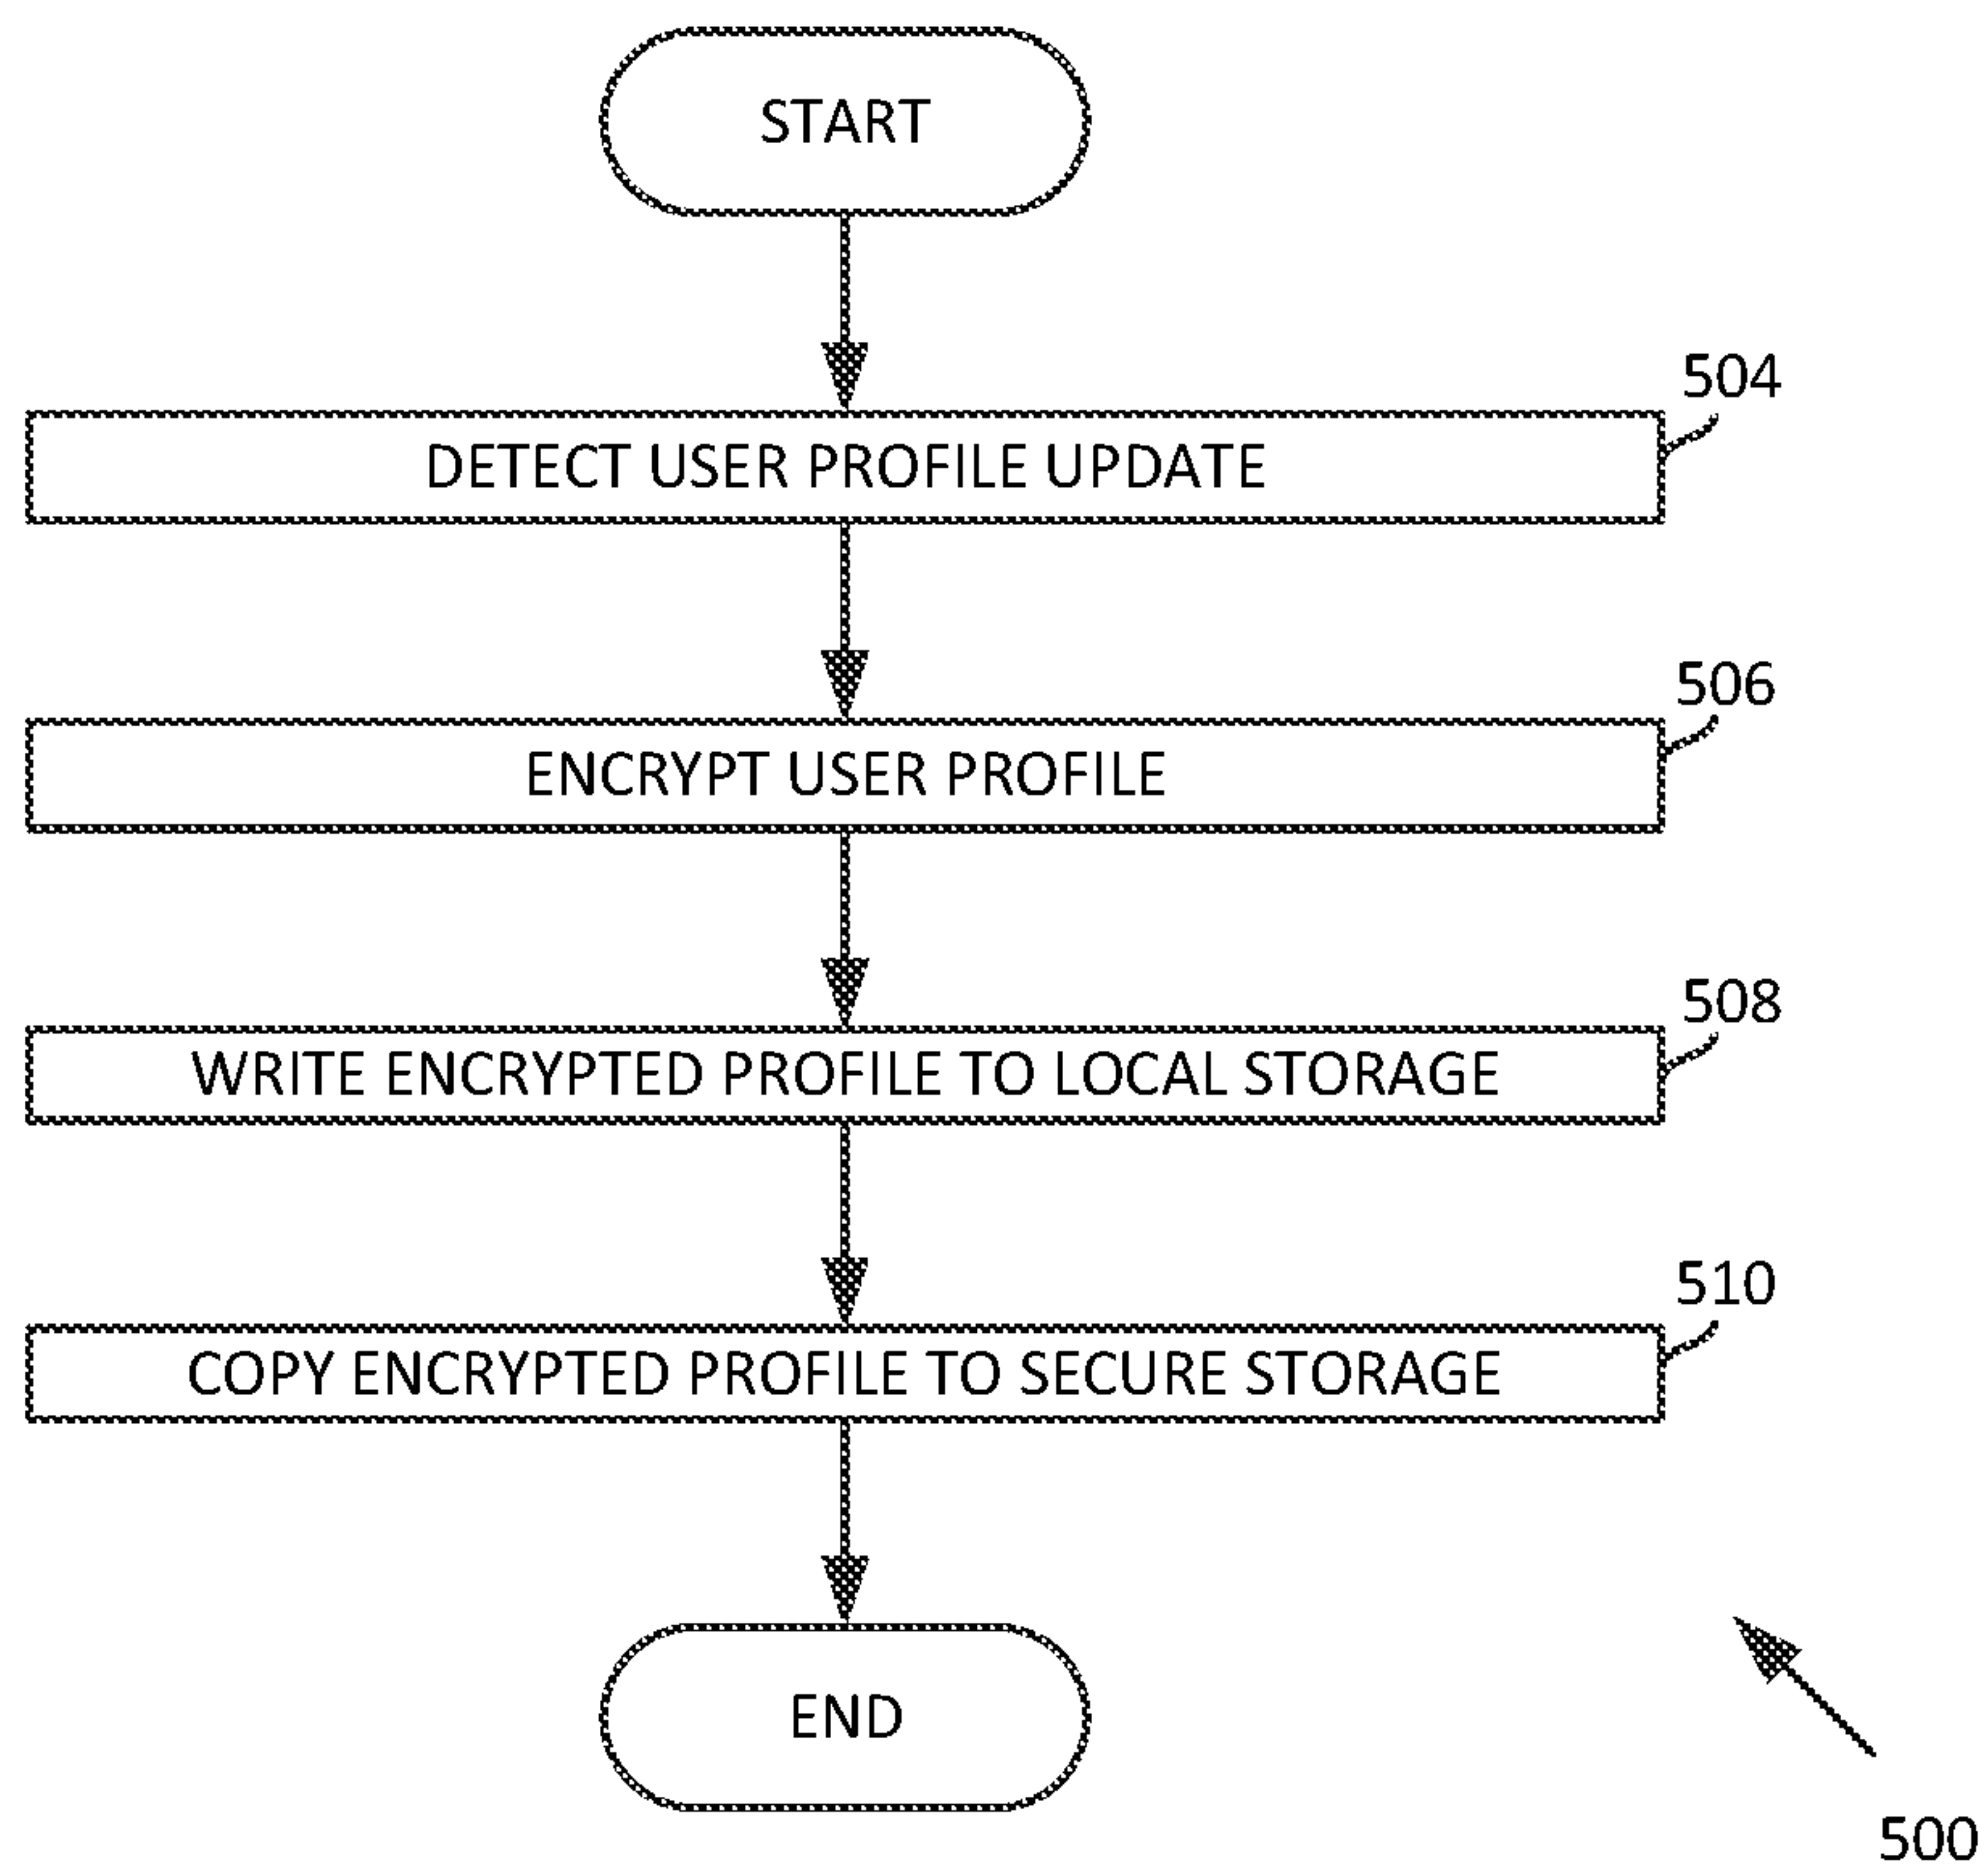 START
504
DETECT USER PROFILE UPDATE
506
ENCRYPT USER PROFILE
508
WRITE ENCRYPTED PROFILE TO LOCAL STORAGE
510
COPY ENCRYPTED PROFILE TO SECURE STORAGE
END
500